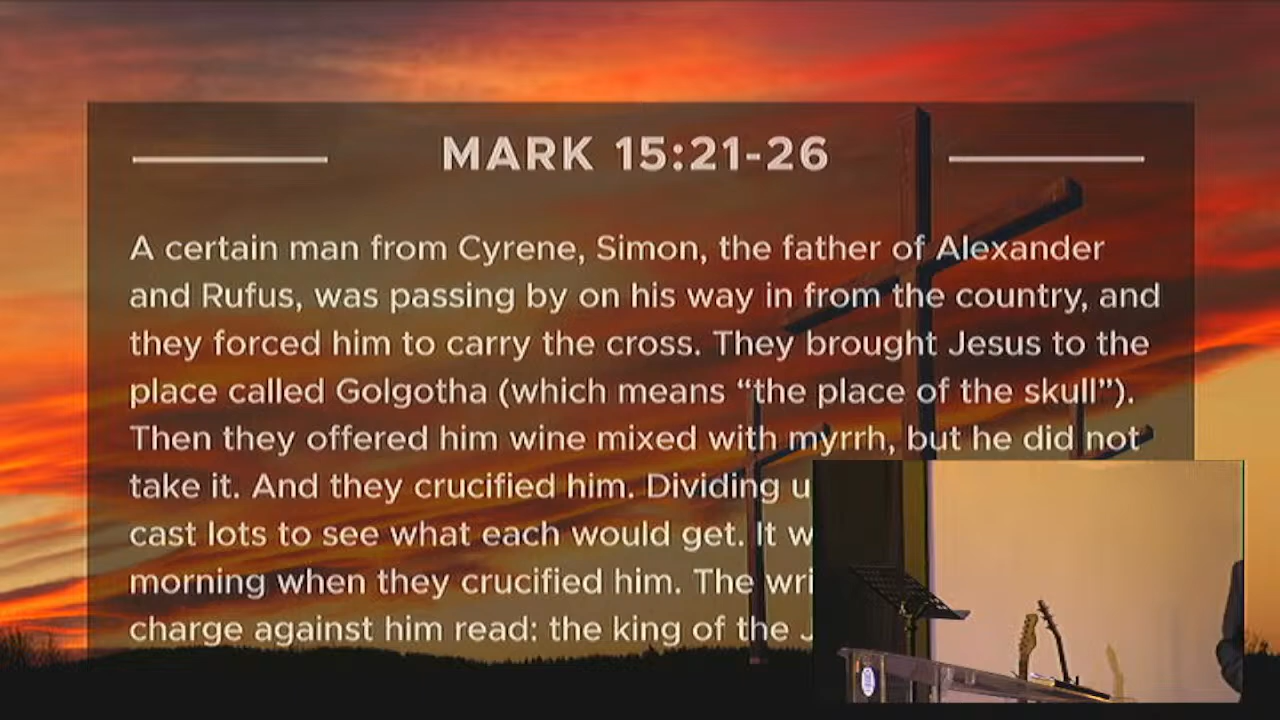 MARK 15:21-26
A certain man from Cyrene, Simon, the father of Alexander
and Rufus, was passing by on his way in from the country, and
they forced him to carry the cross. They brought Jesus to the
place called Golgotha (which means “the place of the skull”).
Then they offered him wine mixed with myrrh, but he did not
take it. And they crucified him. Dividing
cast lots to see what each would get. It
morning when they crucified him. The
charge against him read: the king of the